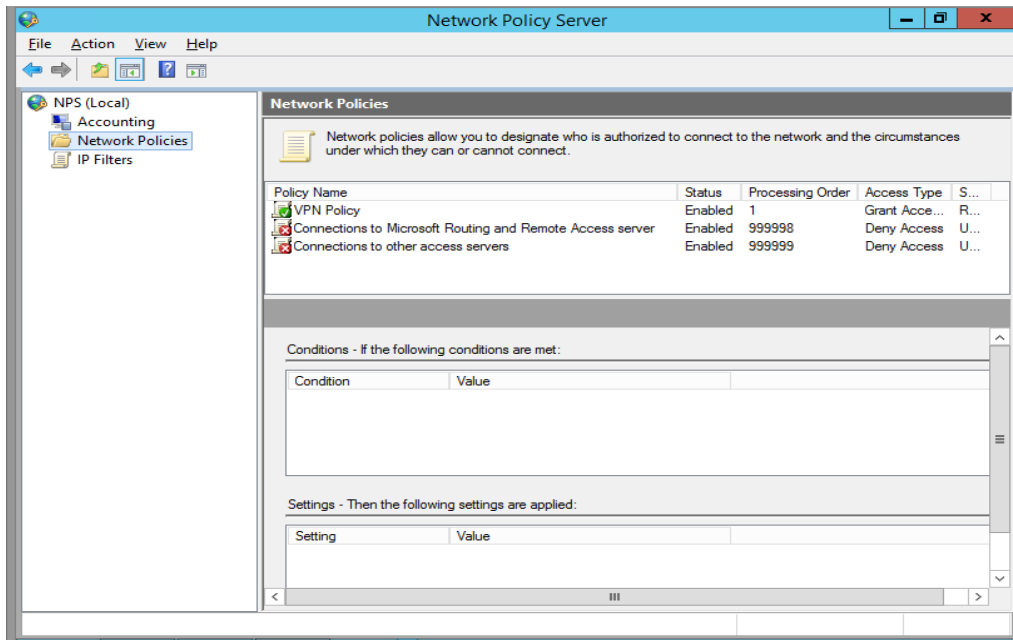 Network Policy Server
File Action View Help
NPS (Local)
Accounting
Network Policies
IP Filters
Network Policies
Network policies allow you to designate who is authorized to connect to the network and the circumstances
under which they can or cannot connect.
Policy Name Status Processing Order Access Type S...
VPN Policy Enabled 1 Grant Acce... R...
Connections to Microsoft Routing and Remote Access server Enabled 999998 Deny Access U...
Connections to other access servers Enabled 999999 Deny Access U...
Conditions - If the following conditions are met:
Condition Value
Settings - Then the following settings are applied:
Setting Value